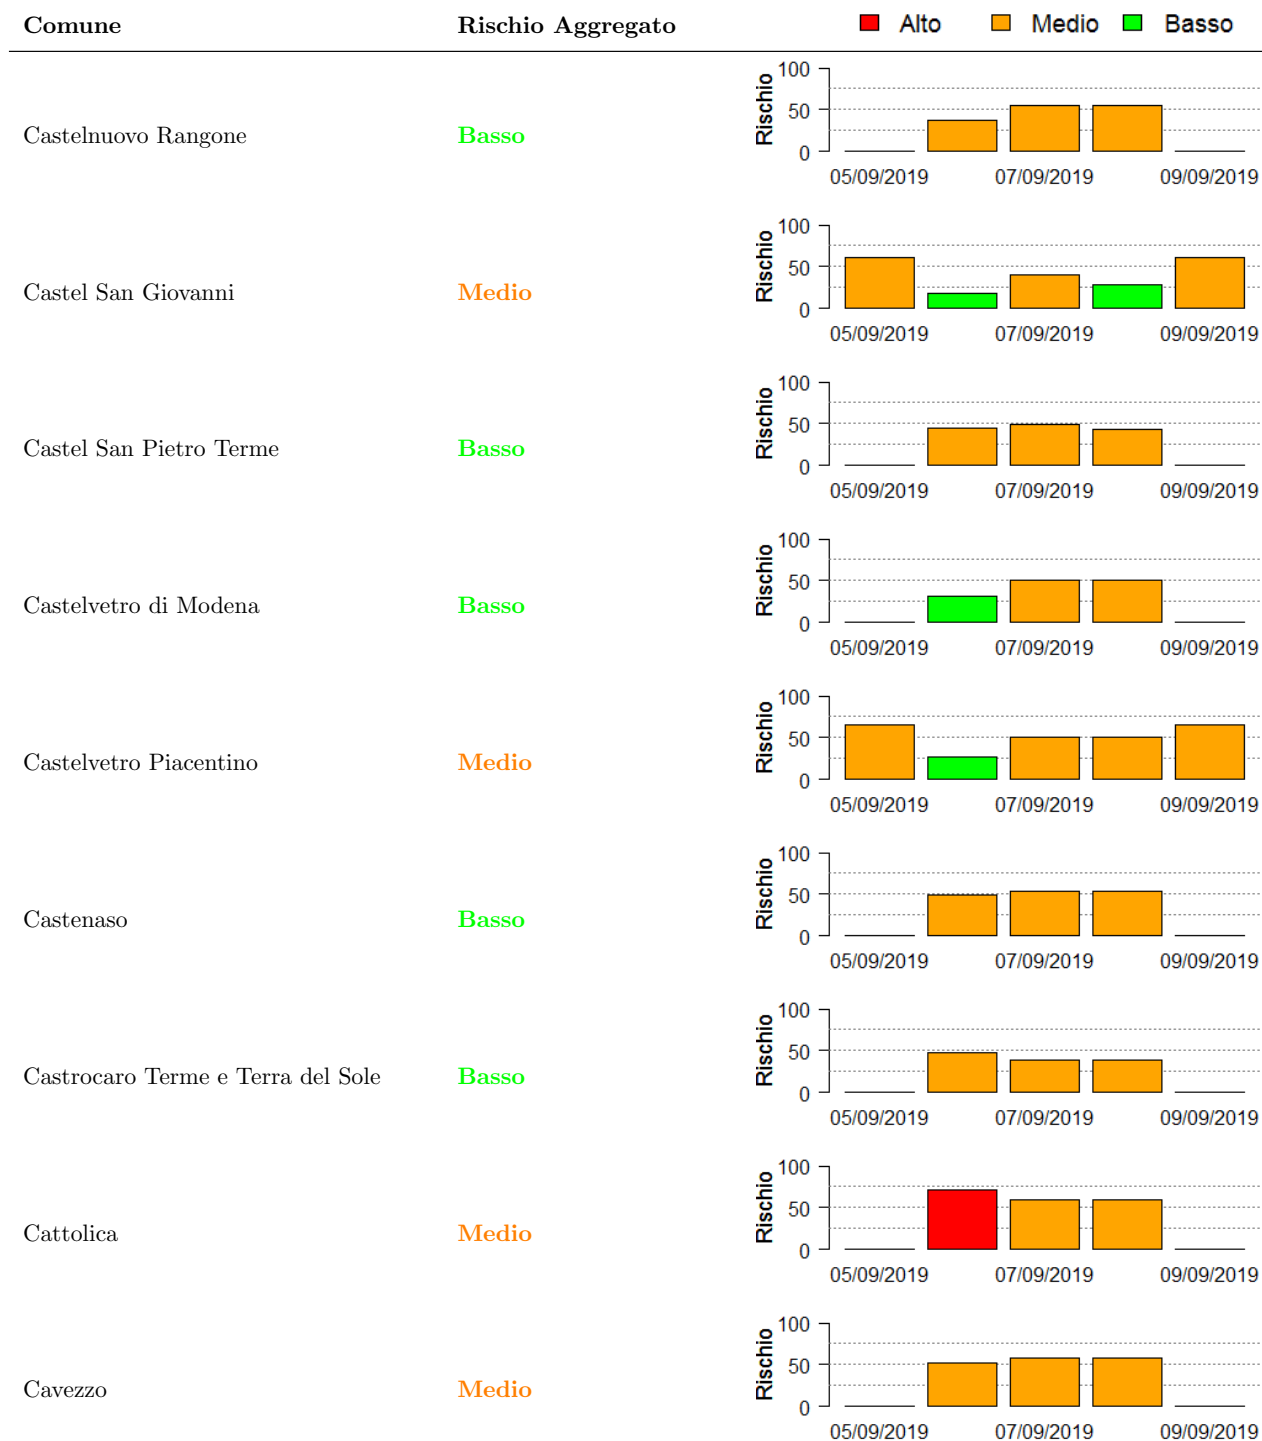 Comune Rischio Aggregato Alto Medio Basso
Castelnuovo Rangone Basso Rischio 100 50 0
05/09/2019 07/09/2019 09/09/2019
Castel San Giovanni Medio Rischio 100 50 0
05/09/2019 07/09/2019 09/09/2019
Castel San Pietro Terme Basso Rischio 100 50 0
05/09/2019 07/09/2019 09/09/2019
Castelvetro di Modena Basso Rischio 100 50 0
05/09/2019 07/09/2019 09/09/2019
Castelvetro Piacentino Medio Rischio 100 50 0
05/09/2019 07/09/2019 09/09/2019
Castenaso Basso Rischio 100 50 0
05/09/2019 07/09/2019 09/09/2019
Castrocaro Terme e Terra del Sole Basso Rischio 100 50 0
05/09/2019 07/09/2019 09/09/2019
Cattolica Medio Rischio 100 50 0
05/09/2019 07/09/2019 09/09/2019
Cavezzo Medio Rischio 100 50 0
05/09/2019 07/09/2019 09/09/2019